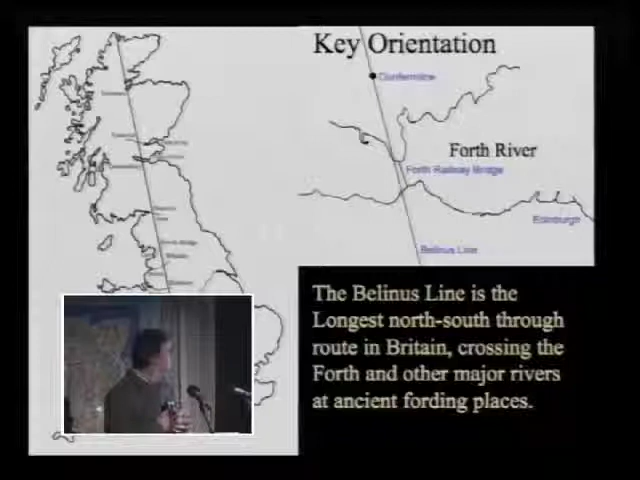 Key Orientation
Dunfermline
Forth River
Forth Railway Bridge
Edinburgh
Belinus Line
The Belinus Line is the
Longest north-south through
route in Britain, crossing the
Forth and other major rivers
at ancient fording places.